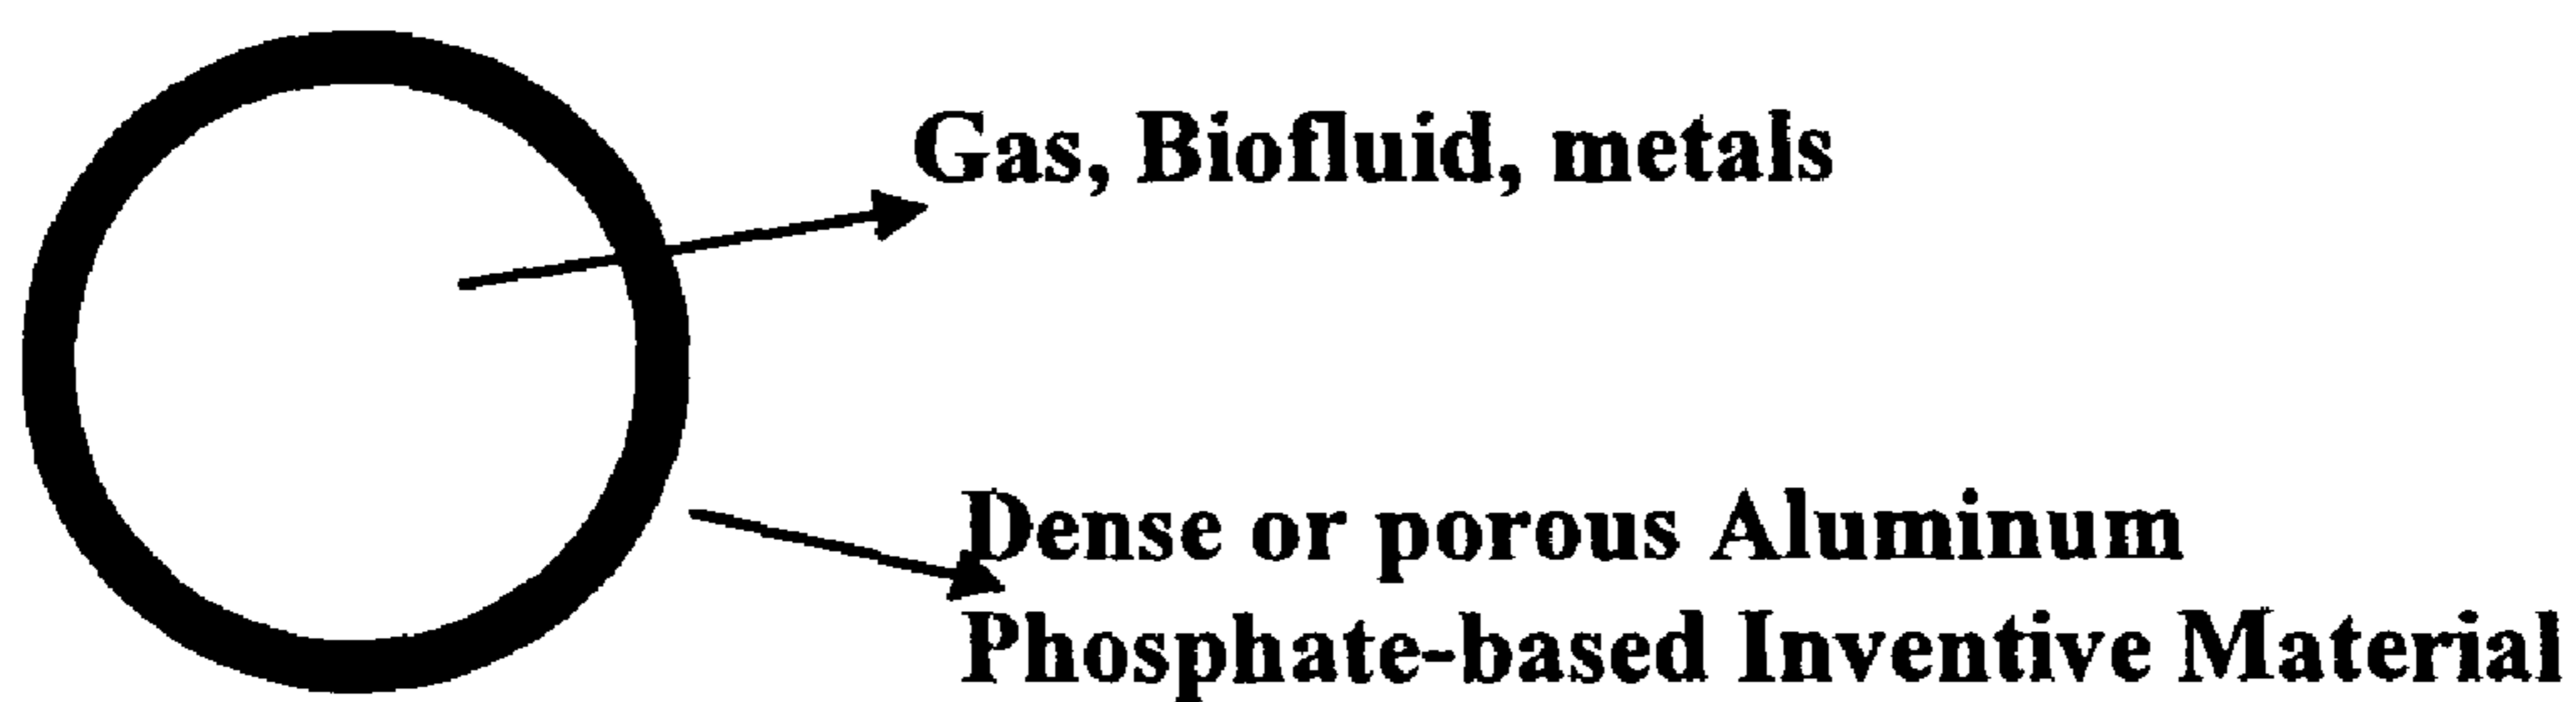 Gas, Biofluid, metals
Dense or porous Aluminum
Phosphate-based Inventive Material